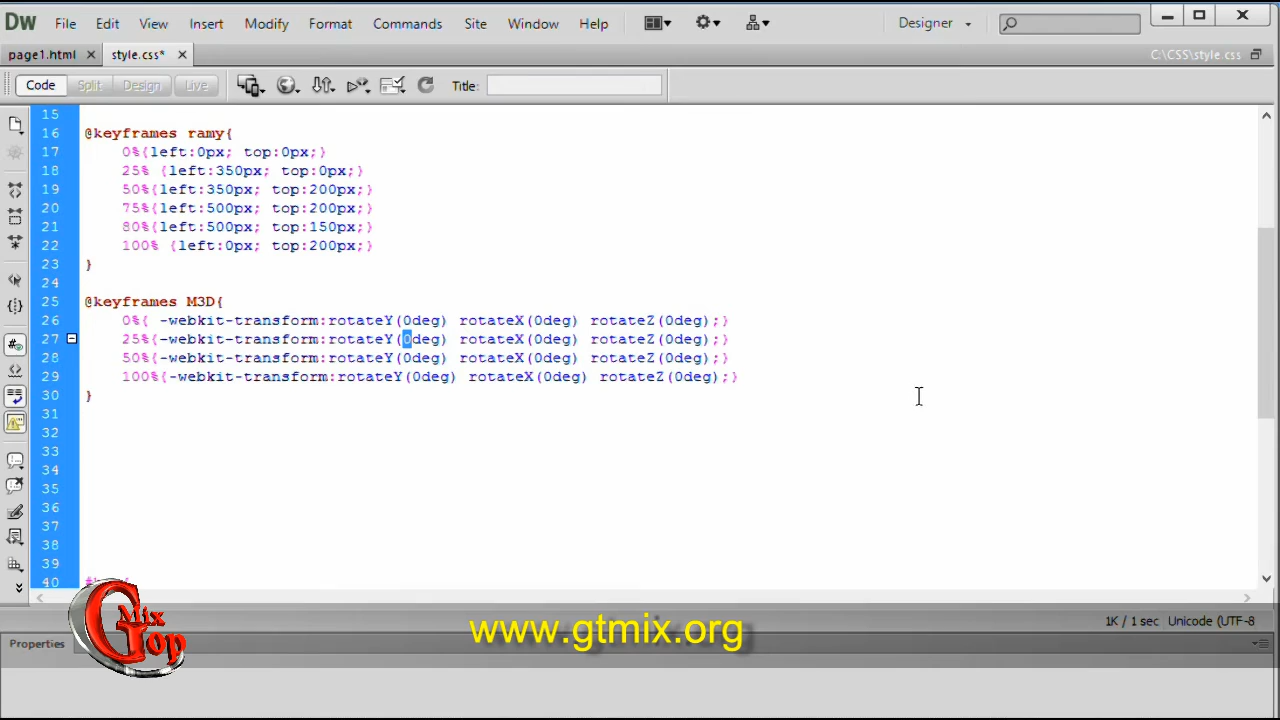 Dw File Edit View Insert Modify Format Commands Site Window Help Designer
page1.html style.css* C:\CSS\style.css
Code Split Design Live Title:
15
16 @keyframes ramy{
17 0%{left:0px; top:0px;}
18 25% {left:350px; top:0px;}
19 50%{left:350px; top:200px;}
20 75%{left:500px; top:200px;}
21 80%{left:500px; top:150px;}
22 100% {left:0px; top:200px;}
23 }
24
25 @keyframes M3D{
26 0%{ -webkit-transform:rotateY(0deg) rotateX(0deg) rotateZ(0deg);}
27 25%{-webkit-transform:rotateY(0deg) rotateX(0deg) rotateZ(0deg);}
28 50%{-webkit-transform:rotateY(0deg) rotateX(0deg) rotateZ(0deg);}
29 100%{-webkit-transform:rotateY(0deg) rotateX(0deg) rotateZ(0deg);}
30 }
31
32
33
34
35
36
37
38
39
40
1K / 1 sec Unicode (UTF-8
G Mix Top
www.gtmix.org
Properties